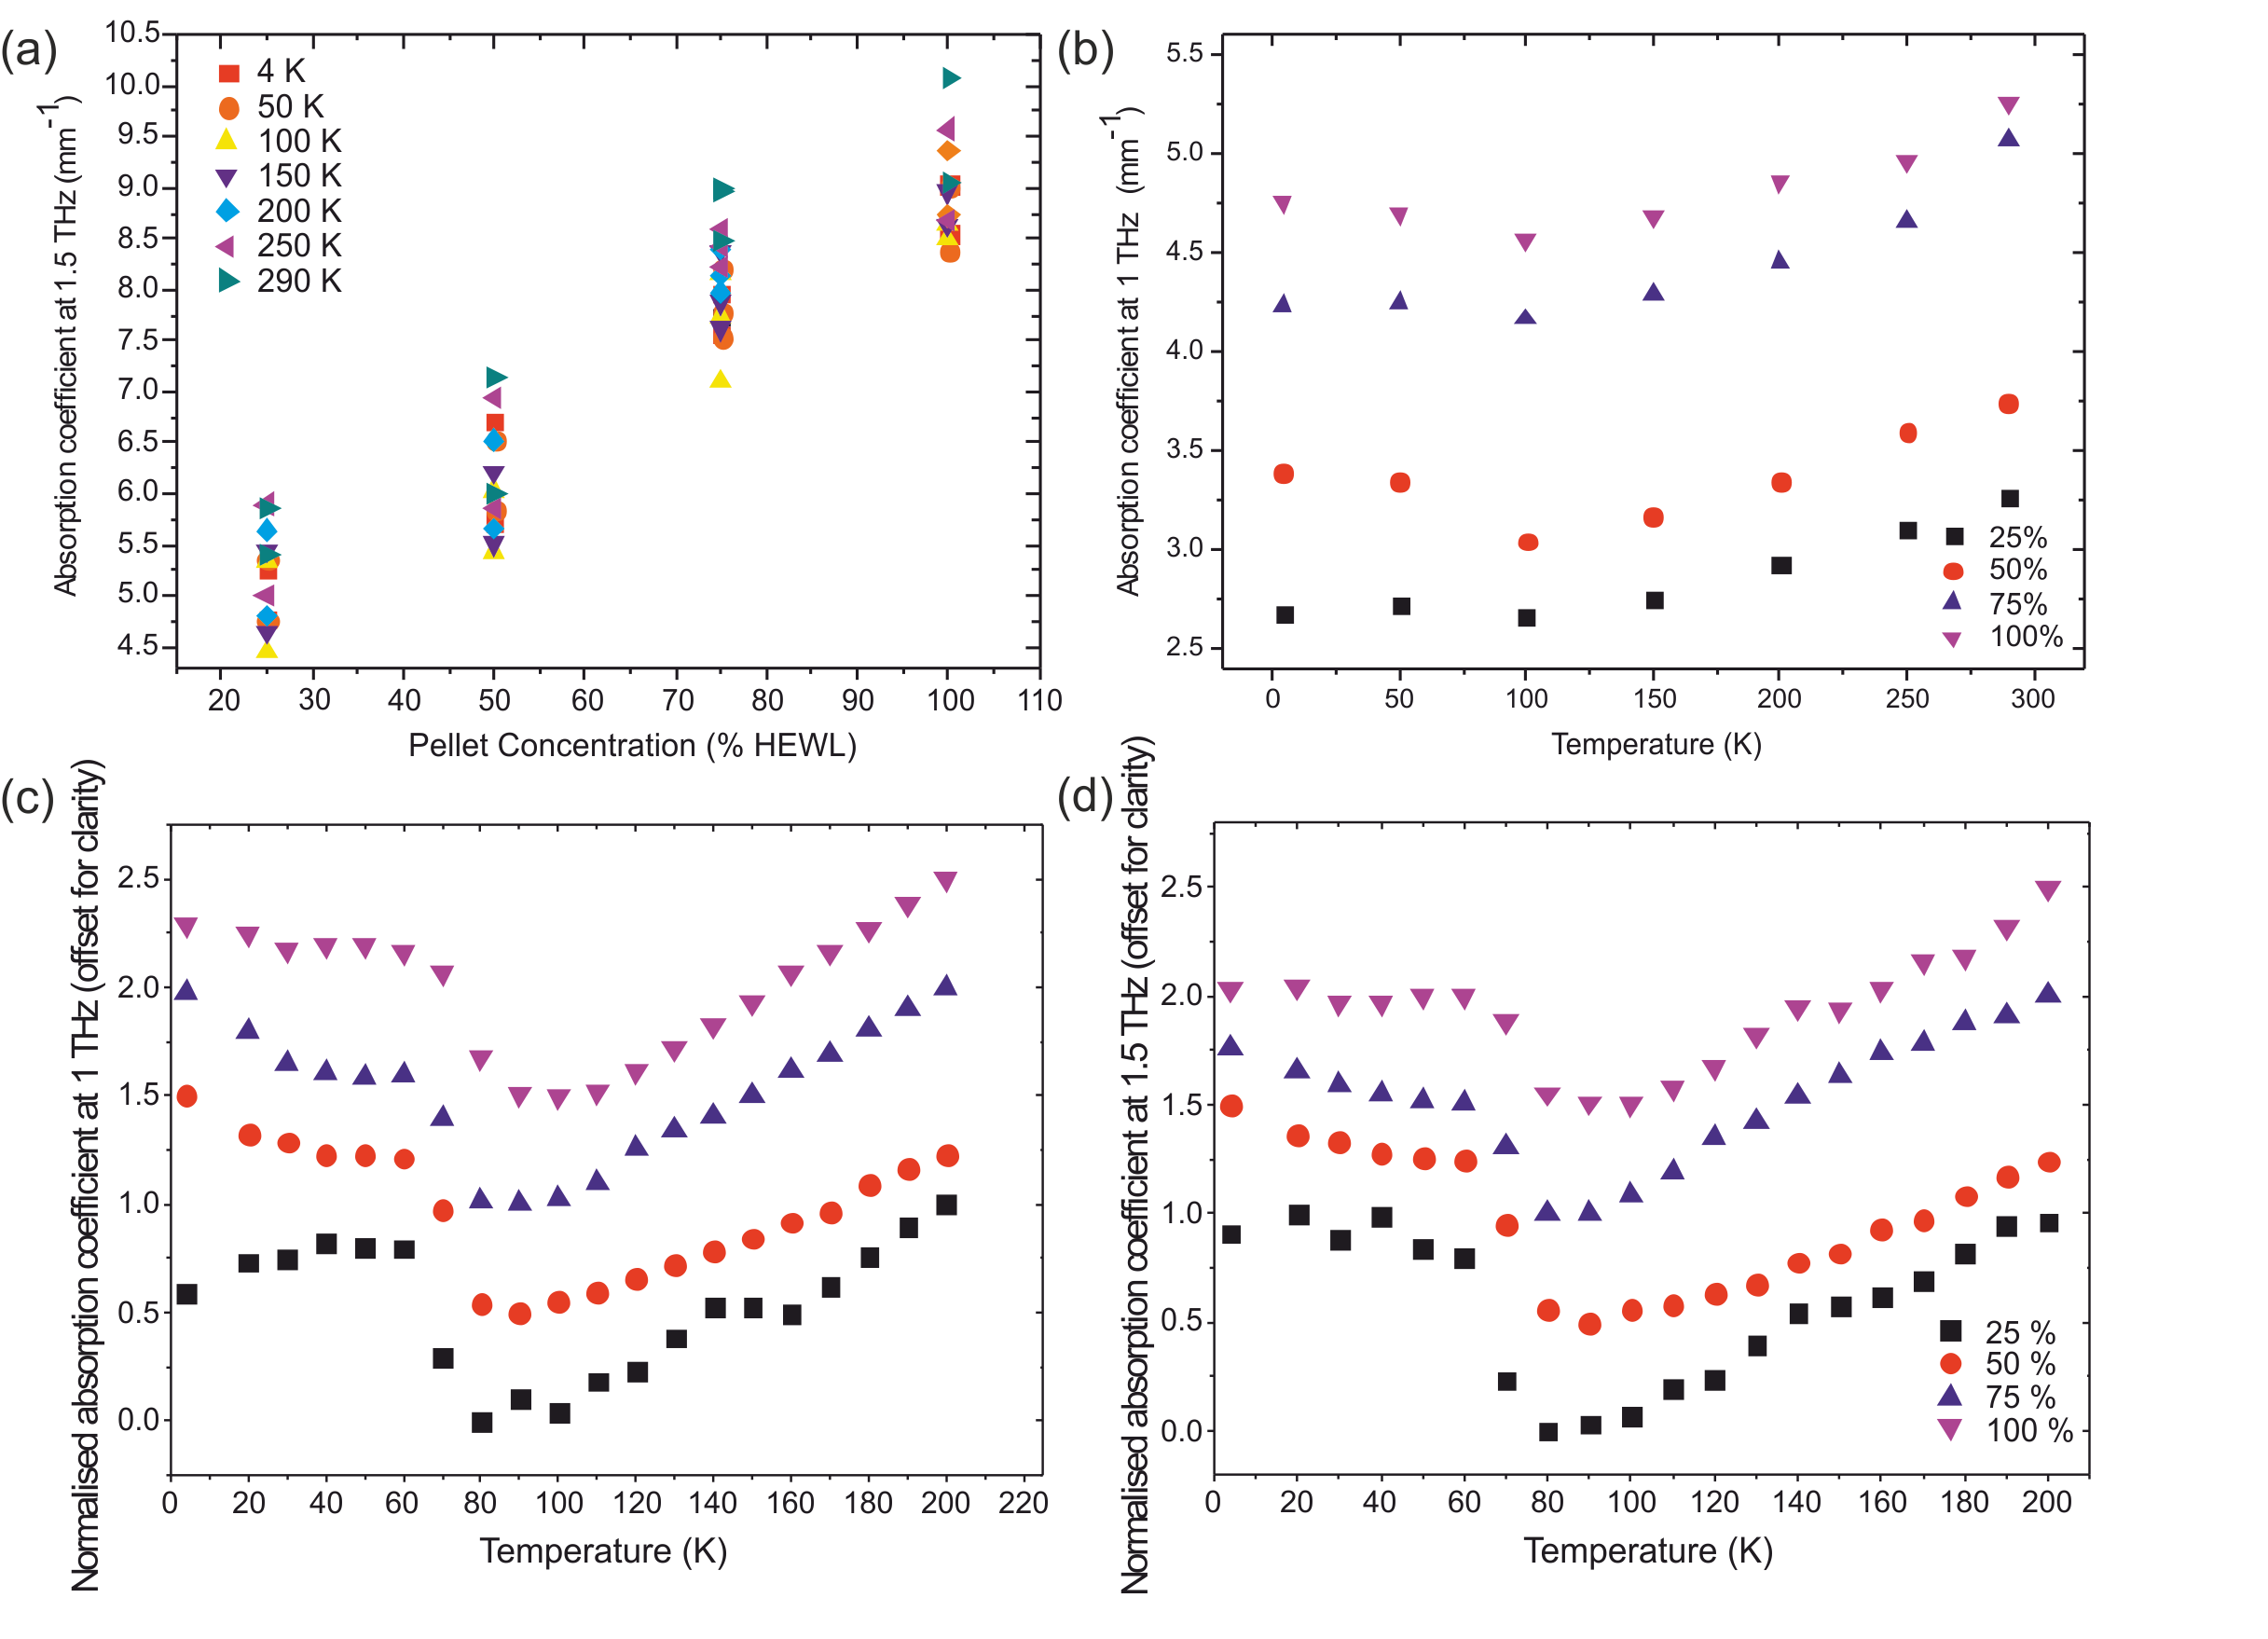 (a)
10.5
10.0
9.5
9.0
8.5
8.0
7.5
7.0
6.5
6.0
5.5
5.0
4.5
Absorption coefficient at 1.5 THz (mm⁻¹)
4 K
50 K
100 K
150 K
200 K
250 K
290 K
20 30 40 50 60 70 80 90 100 110
Pellet Concentration (% HEWL)
(b)
5.5
5.0
4.5
4.0
3.5
3.0
2.5
Absorption coefficient at 1 THz (mm⁻¹)
25%
50%
75%
100%
0 50 100 150 200 250 300
Temperature (K)
(c)
2.5
2.0
1.5
1.0
0.5
0.0
Normalised absorption coefficient at 1 THz (offset for clarity)
0 20 40 60 80 100 120 140 160 180 200 220
Temperature (K)
(d)
2.5
2.0
1.5
1.0
0.5
0.0
Normalised absorption coefficient at 1.5 THz (offset for clarity)
25 %
50 %
75 %
100 %
0 20 40 60 80 100 120 140 160 180 200
Temperature (K)